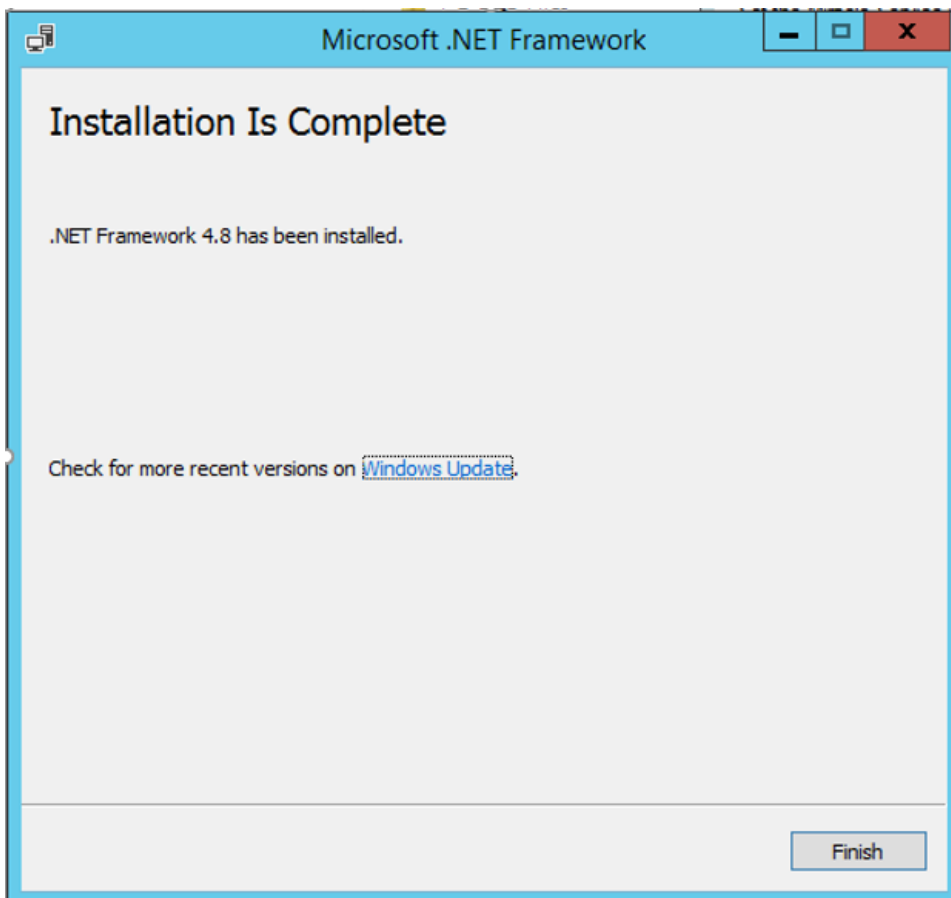 Microsoft .NET Framework
Installation Is Complete
.NET Framework 4.8 has been installed.
Check for more recent versions on Windows Update.
Finish